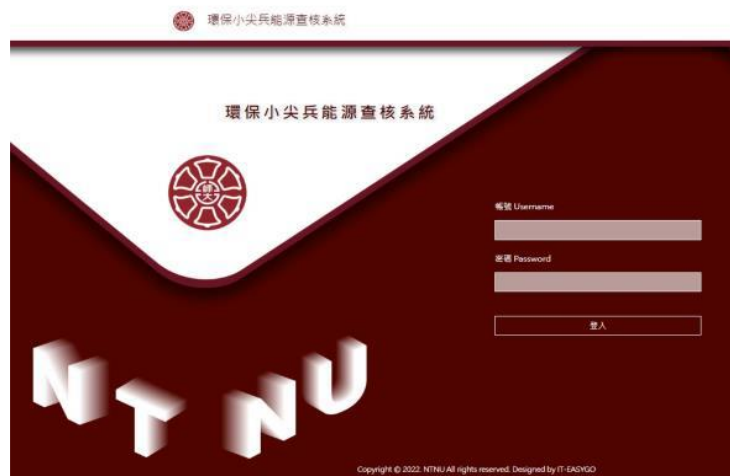 環保小尖兵能源查核系統
環保小尖兵能源查核系統
師大
帳號 Username
密碼 Password
登入
NTNU
Copyright © 2022. NTNU All rights reserved. Designed by IT-EASYGO